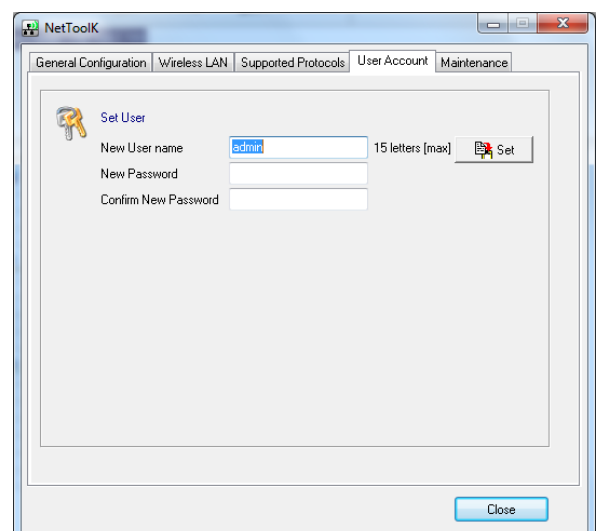 NetToolK
General Configuration Wireless LAN Supported Protocols User Account Maintenance
Set User
New User name admin 15 letters [max] Set
New Password
Confirm New Password
Close